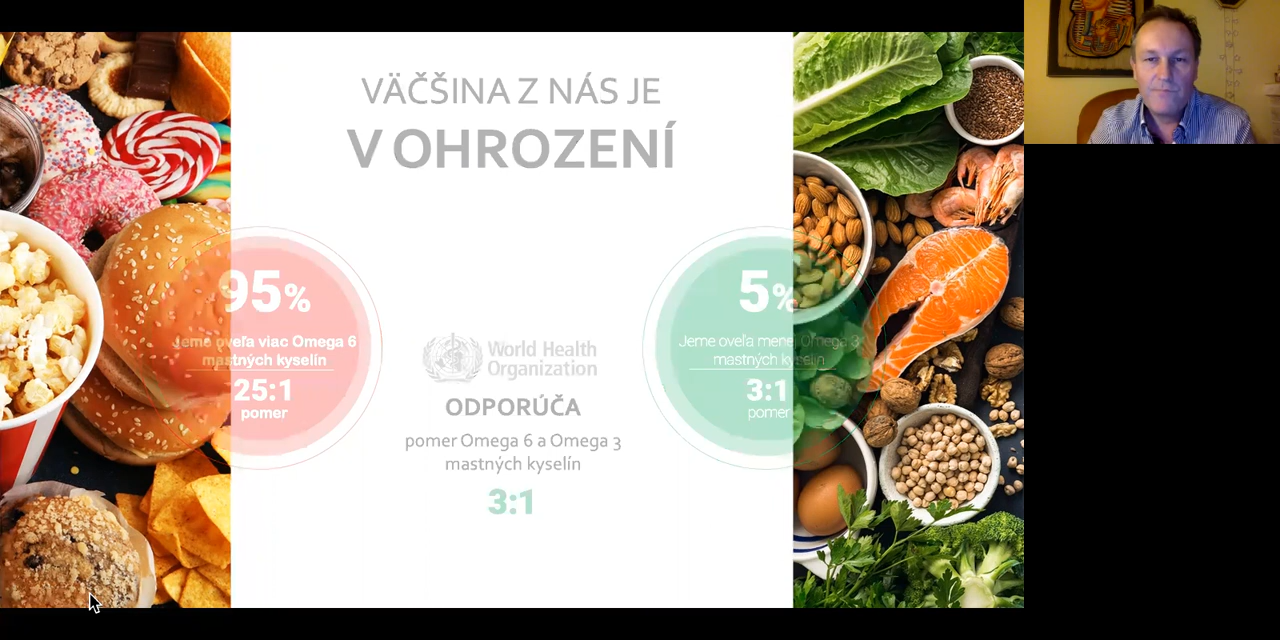 VÄČŠINA Z NÁS JE
V OHROZENÍ
95%
Jeme oveľa viac Omega 6
mastných kyselín
25:1
pomer
World Health
Organization
ODPORÚČA
pomer Omega 6 a Omega 3
mastných kyselín
3:1
5%
Jeme oveľa menej Omega 3
mastných kyselín
3:1
pomer